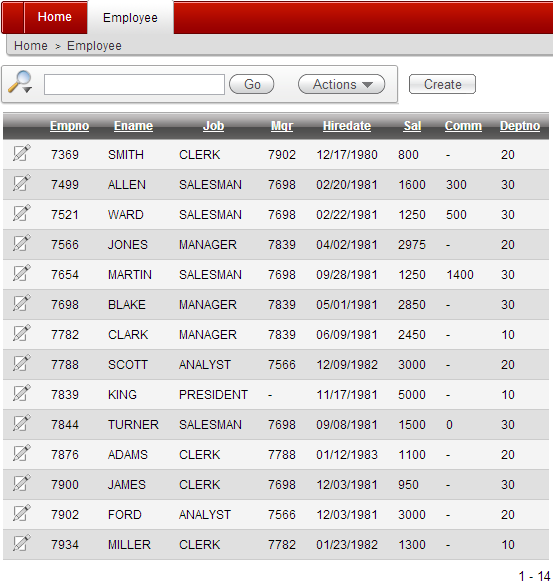 Home Employee
Home > Employee
Go Actions Create
Empno Ename Job Mgr Hiredate Sal Comm Deptno
7369 SMITH CLERK 7902 12/17/1980 800 - 20
7499 ALLEN SALESMAN 7698 02/20/1981 1600 300 30
7521 WARD SALESMAN 7698 02/22/1981 1250 500 30
7566 JONES MANAGER 7839 04/02/1981 2975 - 20
7654 MARTIN SALESMAN 7698 09/28/1981 1250 1400 30
7698 BLAKE MANAGER 7839 05/01/1981 2850 - 30
7782 CLARK MANAGER 7839 06/09/1981 2450 - 10
7788 SCOTT ANALYST 7566 12/09/1982 3000 - 20
7839 KING PRESIDENT - 11/17/1981 5000 - 10
7844 TURNER SALESMAN 7698 09/08/1981 1500 0 30
7876 ADAMS CLERK 7788 01/12/1983 1100 - 20
7900 JAMES CLERK 7698 12/03/1981 950 - 30
7902 FORD ANALYST 7566 12/03/1981 3000 - 20
7934 MILLER CLERK 7782 01/23/1982 1300 - 10
1 - 14